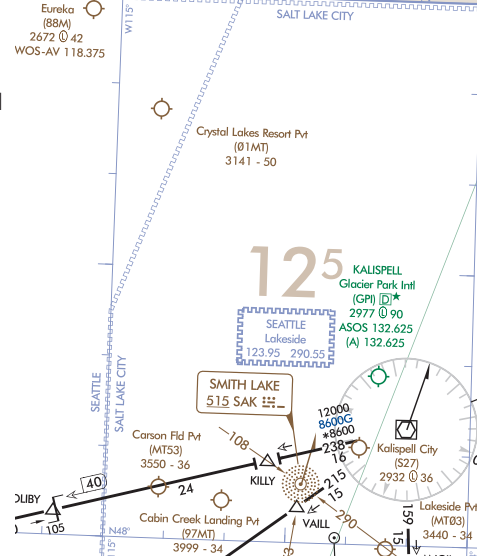 Eureka
(88M)
2672 Ⓛ 42
WOS-AV 118.375
W115°
SALT LAKE CITY
Crystal Lakes Resort Pvt
(Ø1MT)
3141 - 50
12⁵
KALISPELL
Glacier Park Intl
(GPI) D★
2977 Ⓛ 90
ASOS 132.625
(A) 132.625
SEATTLE
Lakeside
123.95 290.55
SEATTLE
SALT LAKE CITY
SMITH LAKE
515 SAK
12000
8600G
*8600
238
16
108
Carson Fld Pvt
(MT53)
3550 - 36
KILLY
Kalispell City
(S27)
2932 Ⓛ 36
40
24
215
15
OLIBY
105
Cabin Creek Landing Pvt
(97MT)
3999 - 34
VAILL
290
159
15
Lakeside Pvt
(MT03)
3440 - 34
N48°